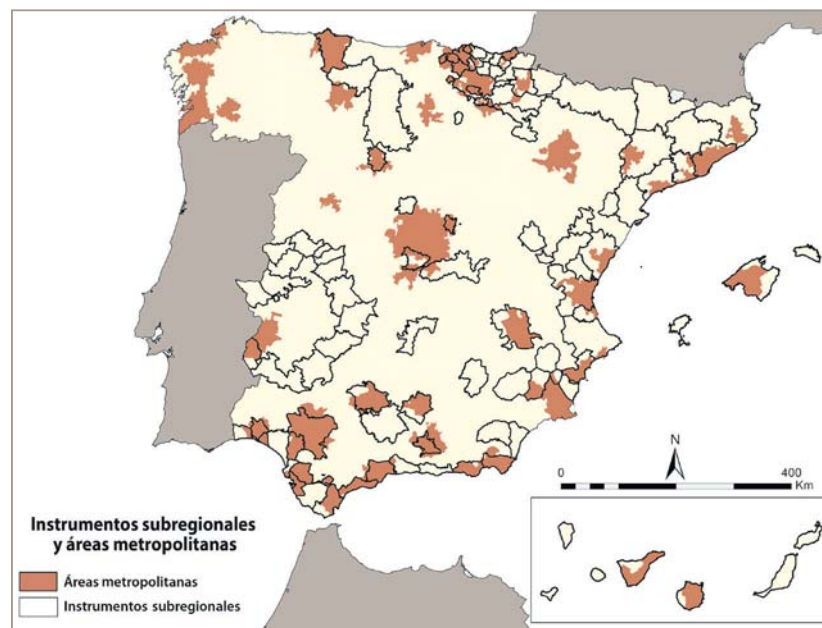 N
0
400
Km
Instrumentos subregionales
y áreas metropolitanas
Áreas metropolitanas
Instrumentos subregionales